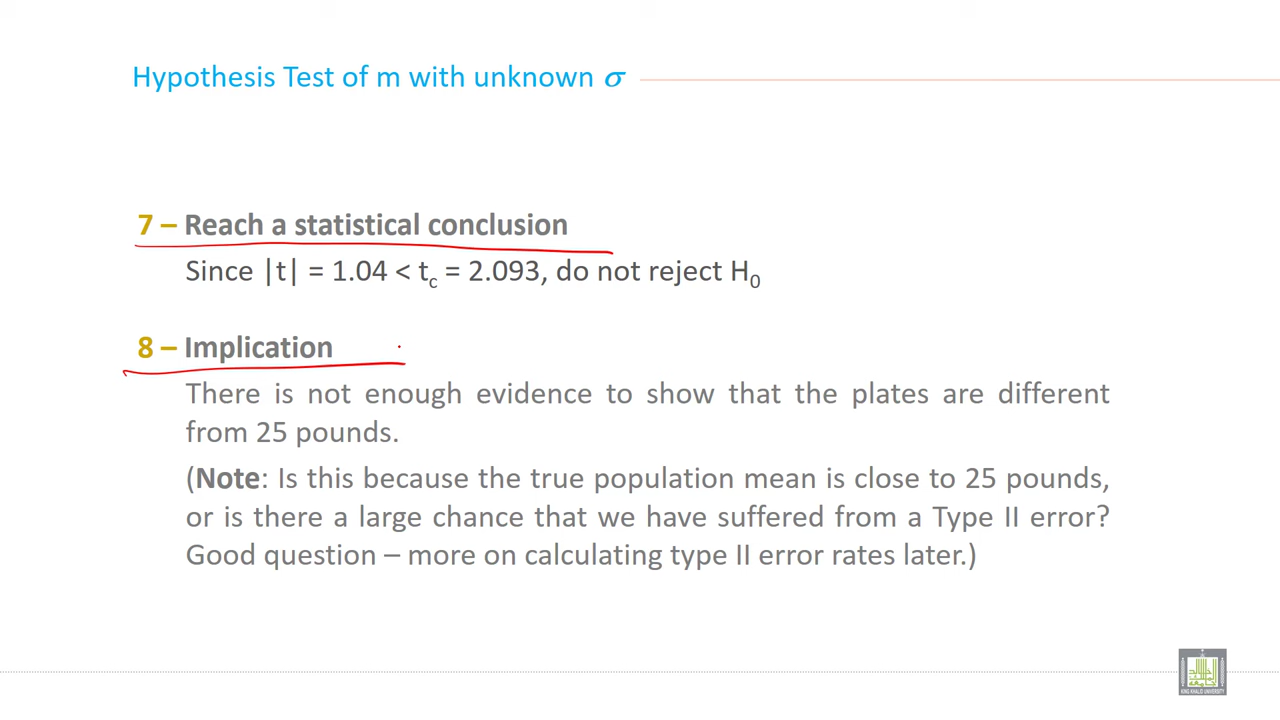 Hypothesis Test of m with unknown σ
7 – Reach a statistical conclusion
Since |t| = 1.04 < tc = 2.093, do not reject H0
8 – Implication
There is not enough evidence to show that the plates are different
from 25 pounds.
(Note: Is this because the true population mean is close to 25 pounds,
or is there a large chance that we have suffered from a Type II error?
Good question – more on calculating type II error rates later.)
KING KHALID UNIVERSITY